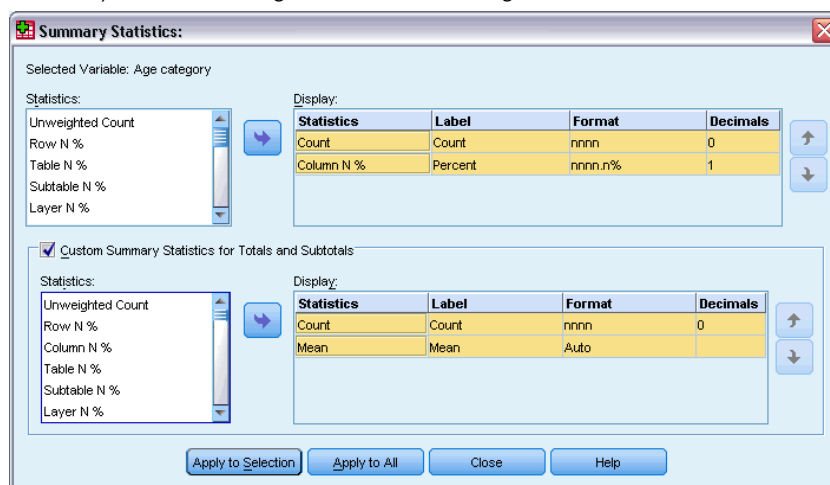 Summary Statistics:
Selected Variable: Age category
Statistics:
Unweighted Count
Row N %
Table N %
Subtable N %
Layer N %
Display:
Statistics Label Format Decimals
Count Count nnnn 0
Column N % Percent nnnn.n% 1
Custom Summary Statistics for Totals and Subtotals
Statistics:
Unweighted Count
Row N %
Column N %
Table N %
Subtable N %
Layer N %
Display:
Statistics Label Format Decimals
Count Count nnnn 0
Mean Mean Auto
Apply to Selection Apply to All Close Help